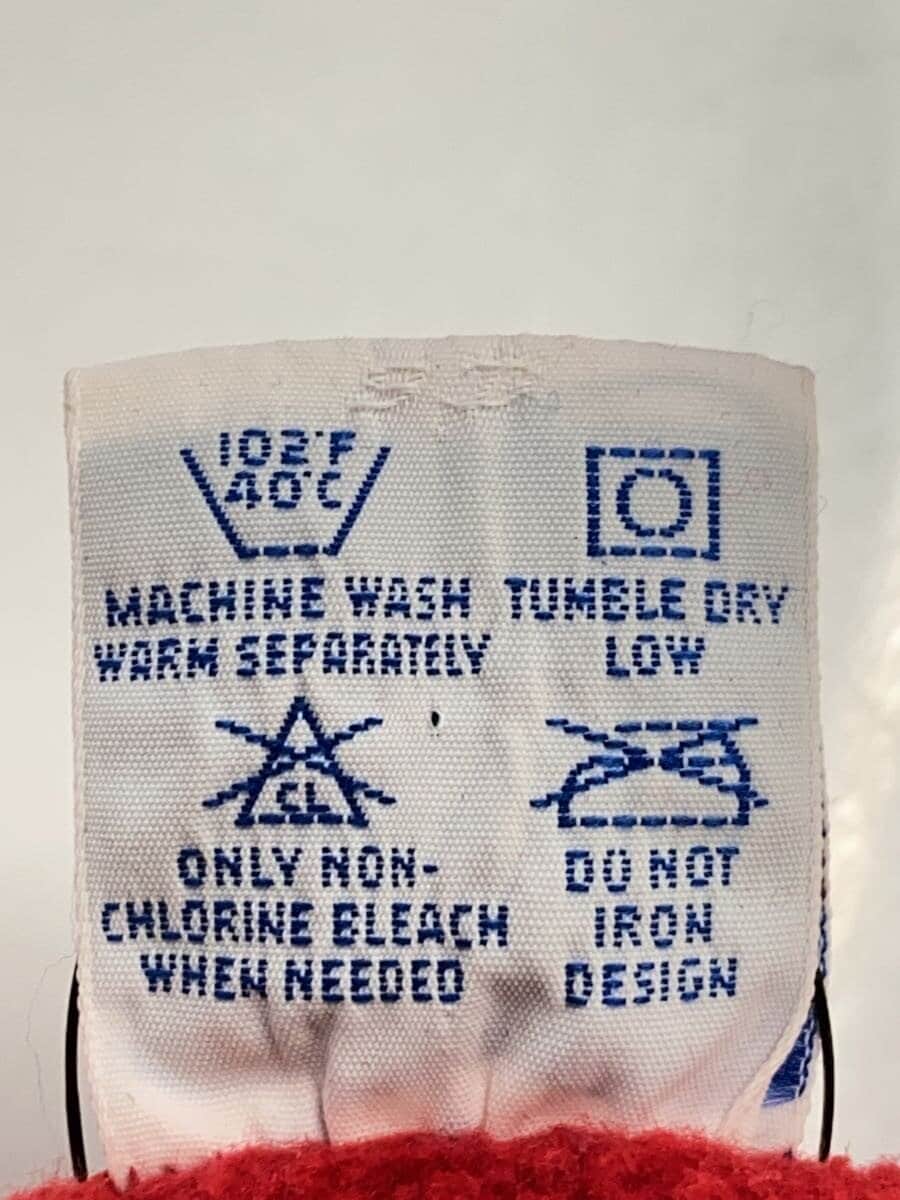 102°F
40°C
MACHINE WASH
WARM SEPARATELY
TUMBLE DRY
LOW
CL
ONLY NON-
CHLORINE BLEACH
WHEN NEEDED
DO NOT
IRON
DESIGN